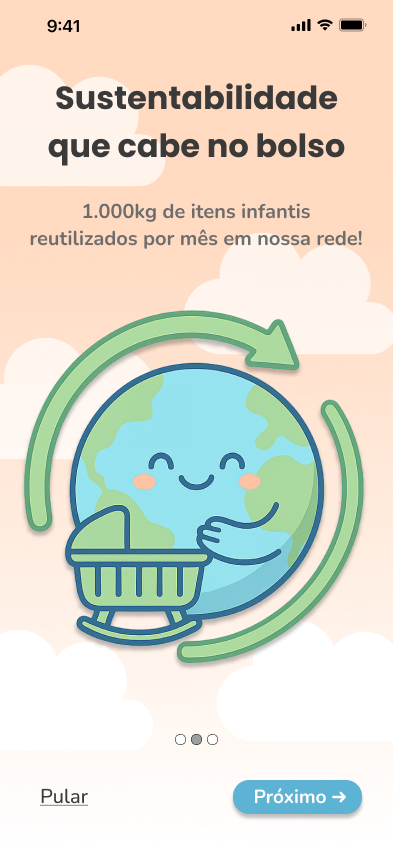 9:41
Sustentabilidade
que cabe no bolso
1.000kg de itens infantis
reutilizados por mês em nossa rede!
Pular
Próximo →